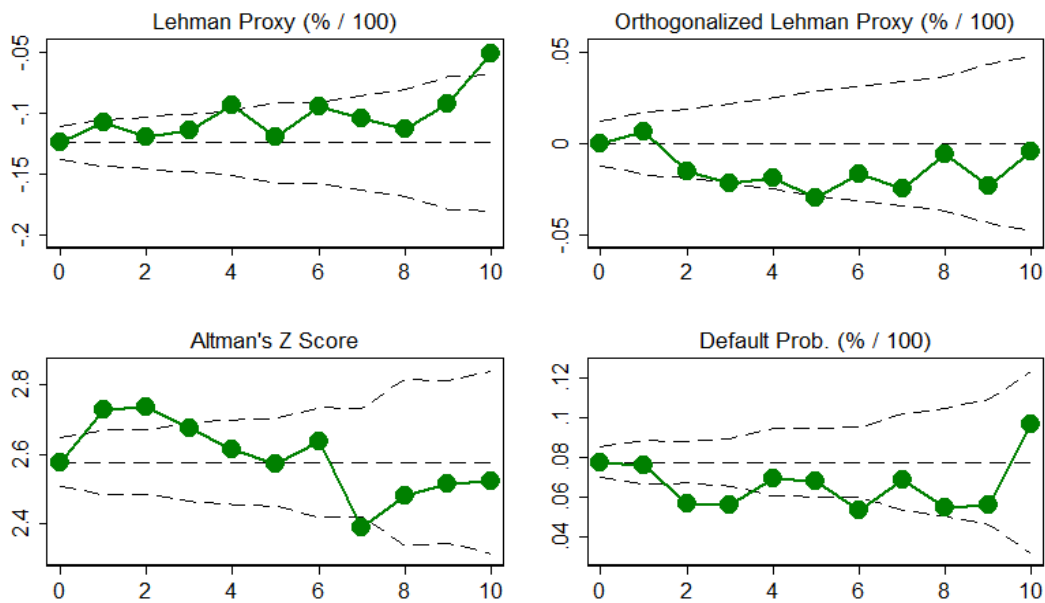 Lehman Proxy (% / 100)
-.05
-.1
-.15
-.2
0 2 4 6 8 10
Orthogonalized Lehman Proxy (% / 100)
.05
0
-.05
0 2 4 6 8 10
Altman's Z Score
2.8
2.6
2.4
0 2 4 6 8 10
Default Prob. (% / 100)
.12
.1
.08
.06
.04
0 2 4 6 8 10